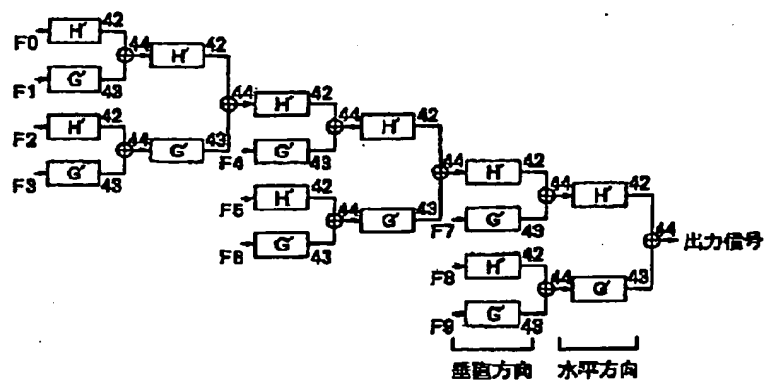 F0 H' 42
44 H' 42
F1 G' 43
F2 H' 42
44 G' 43
F3 G' 43
44 H' 42
44 H' 42
F4 G' 43
F5 H' 42
44 G' 43
F6 G' 43
44 H' 42
44 H' 42
F7 G' 43
44 出力信号
F8 H' 42
44 G' 43
F9 G' 43
垂直方向 水平方向